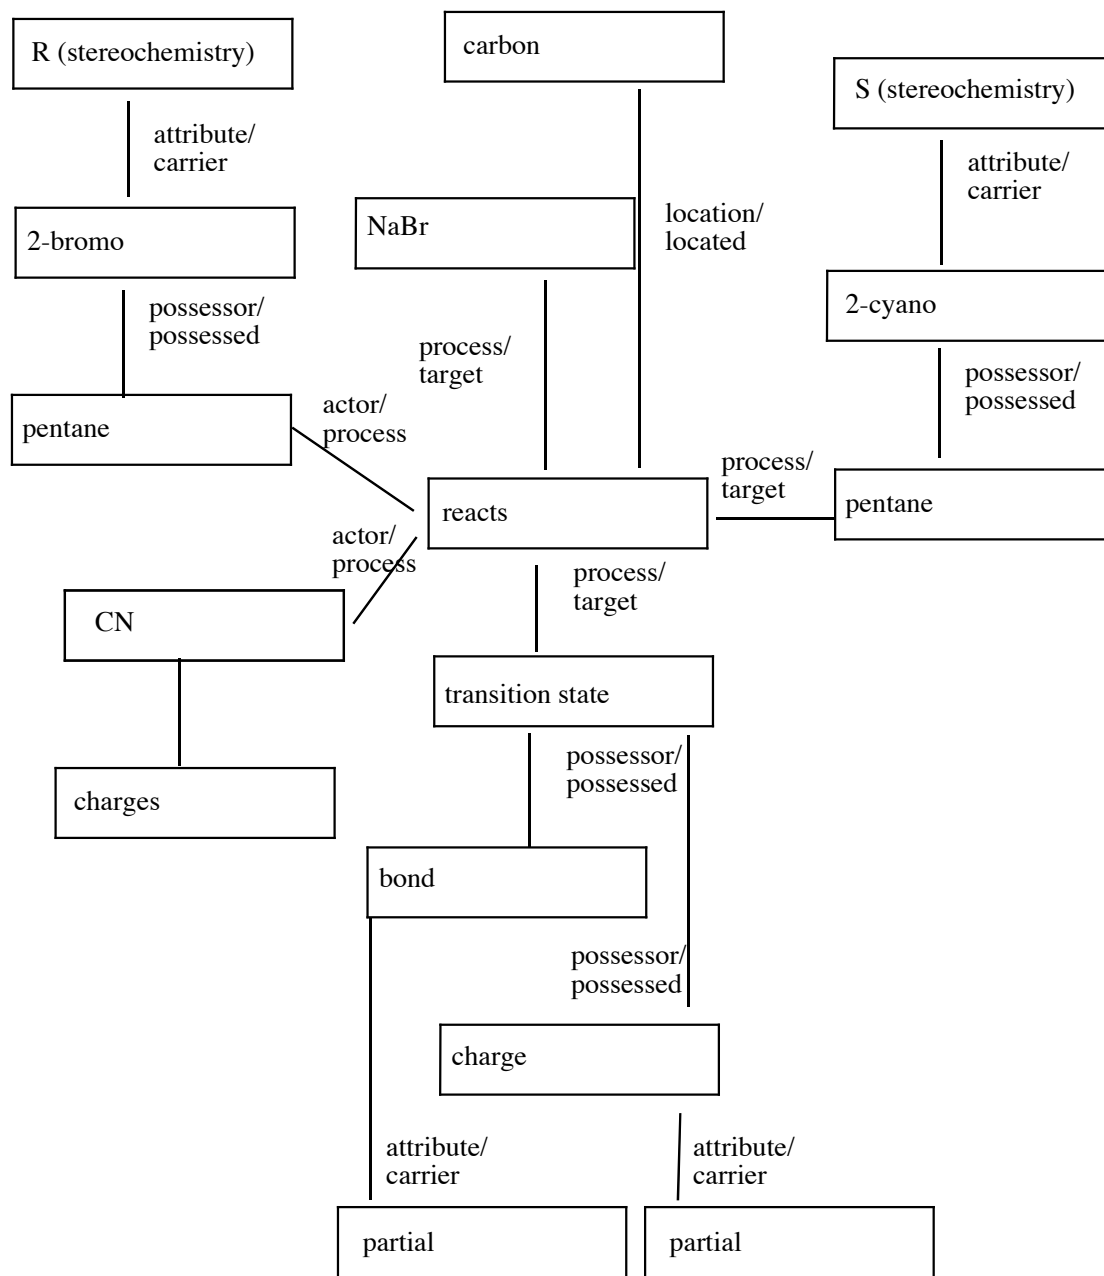 R (stereochemistry)
carbon
S (stereochemistry)
attribute/
carrier
attribute/
carrier
2-bromo
NaBr
location/
located
2-cyano
possessor/
possessed
process/
target
possessor/
possessed
pentane
actor/
process
process/
target
reacts
pentane
actor/
process
process/
target
CN
transition state
possessor/
possessed
charges
bond
possessor/
possessed
charge
attribute/
carrier
attribute/
carrier
partial
partial